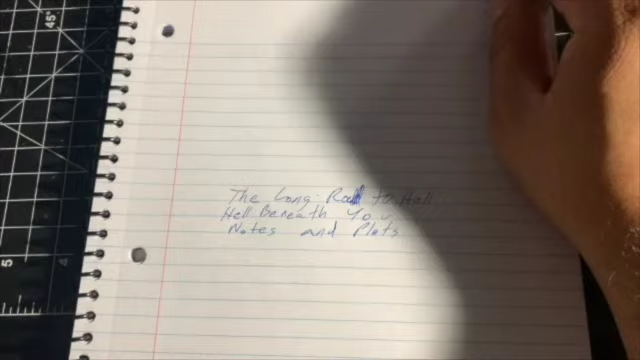 The Long Road to Hell
Hell Beneath You
Notes and Plots
45°
5
4